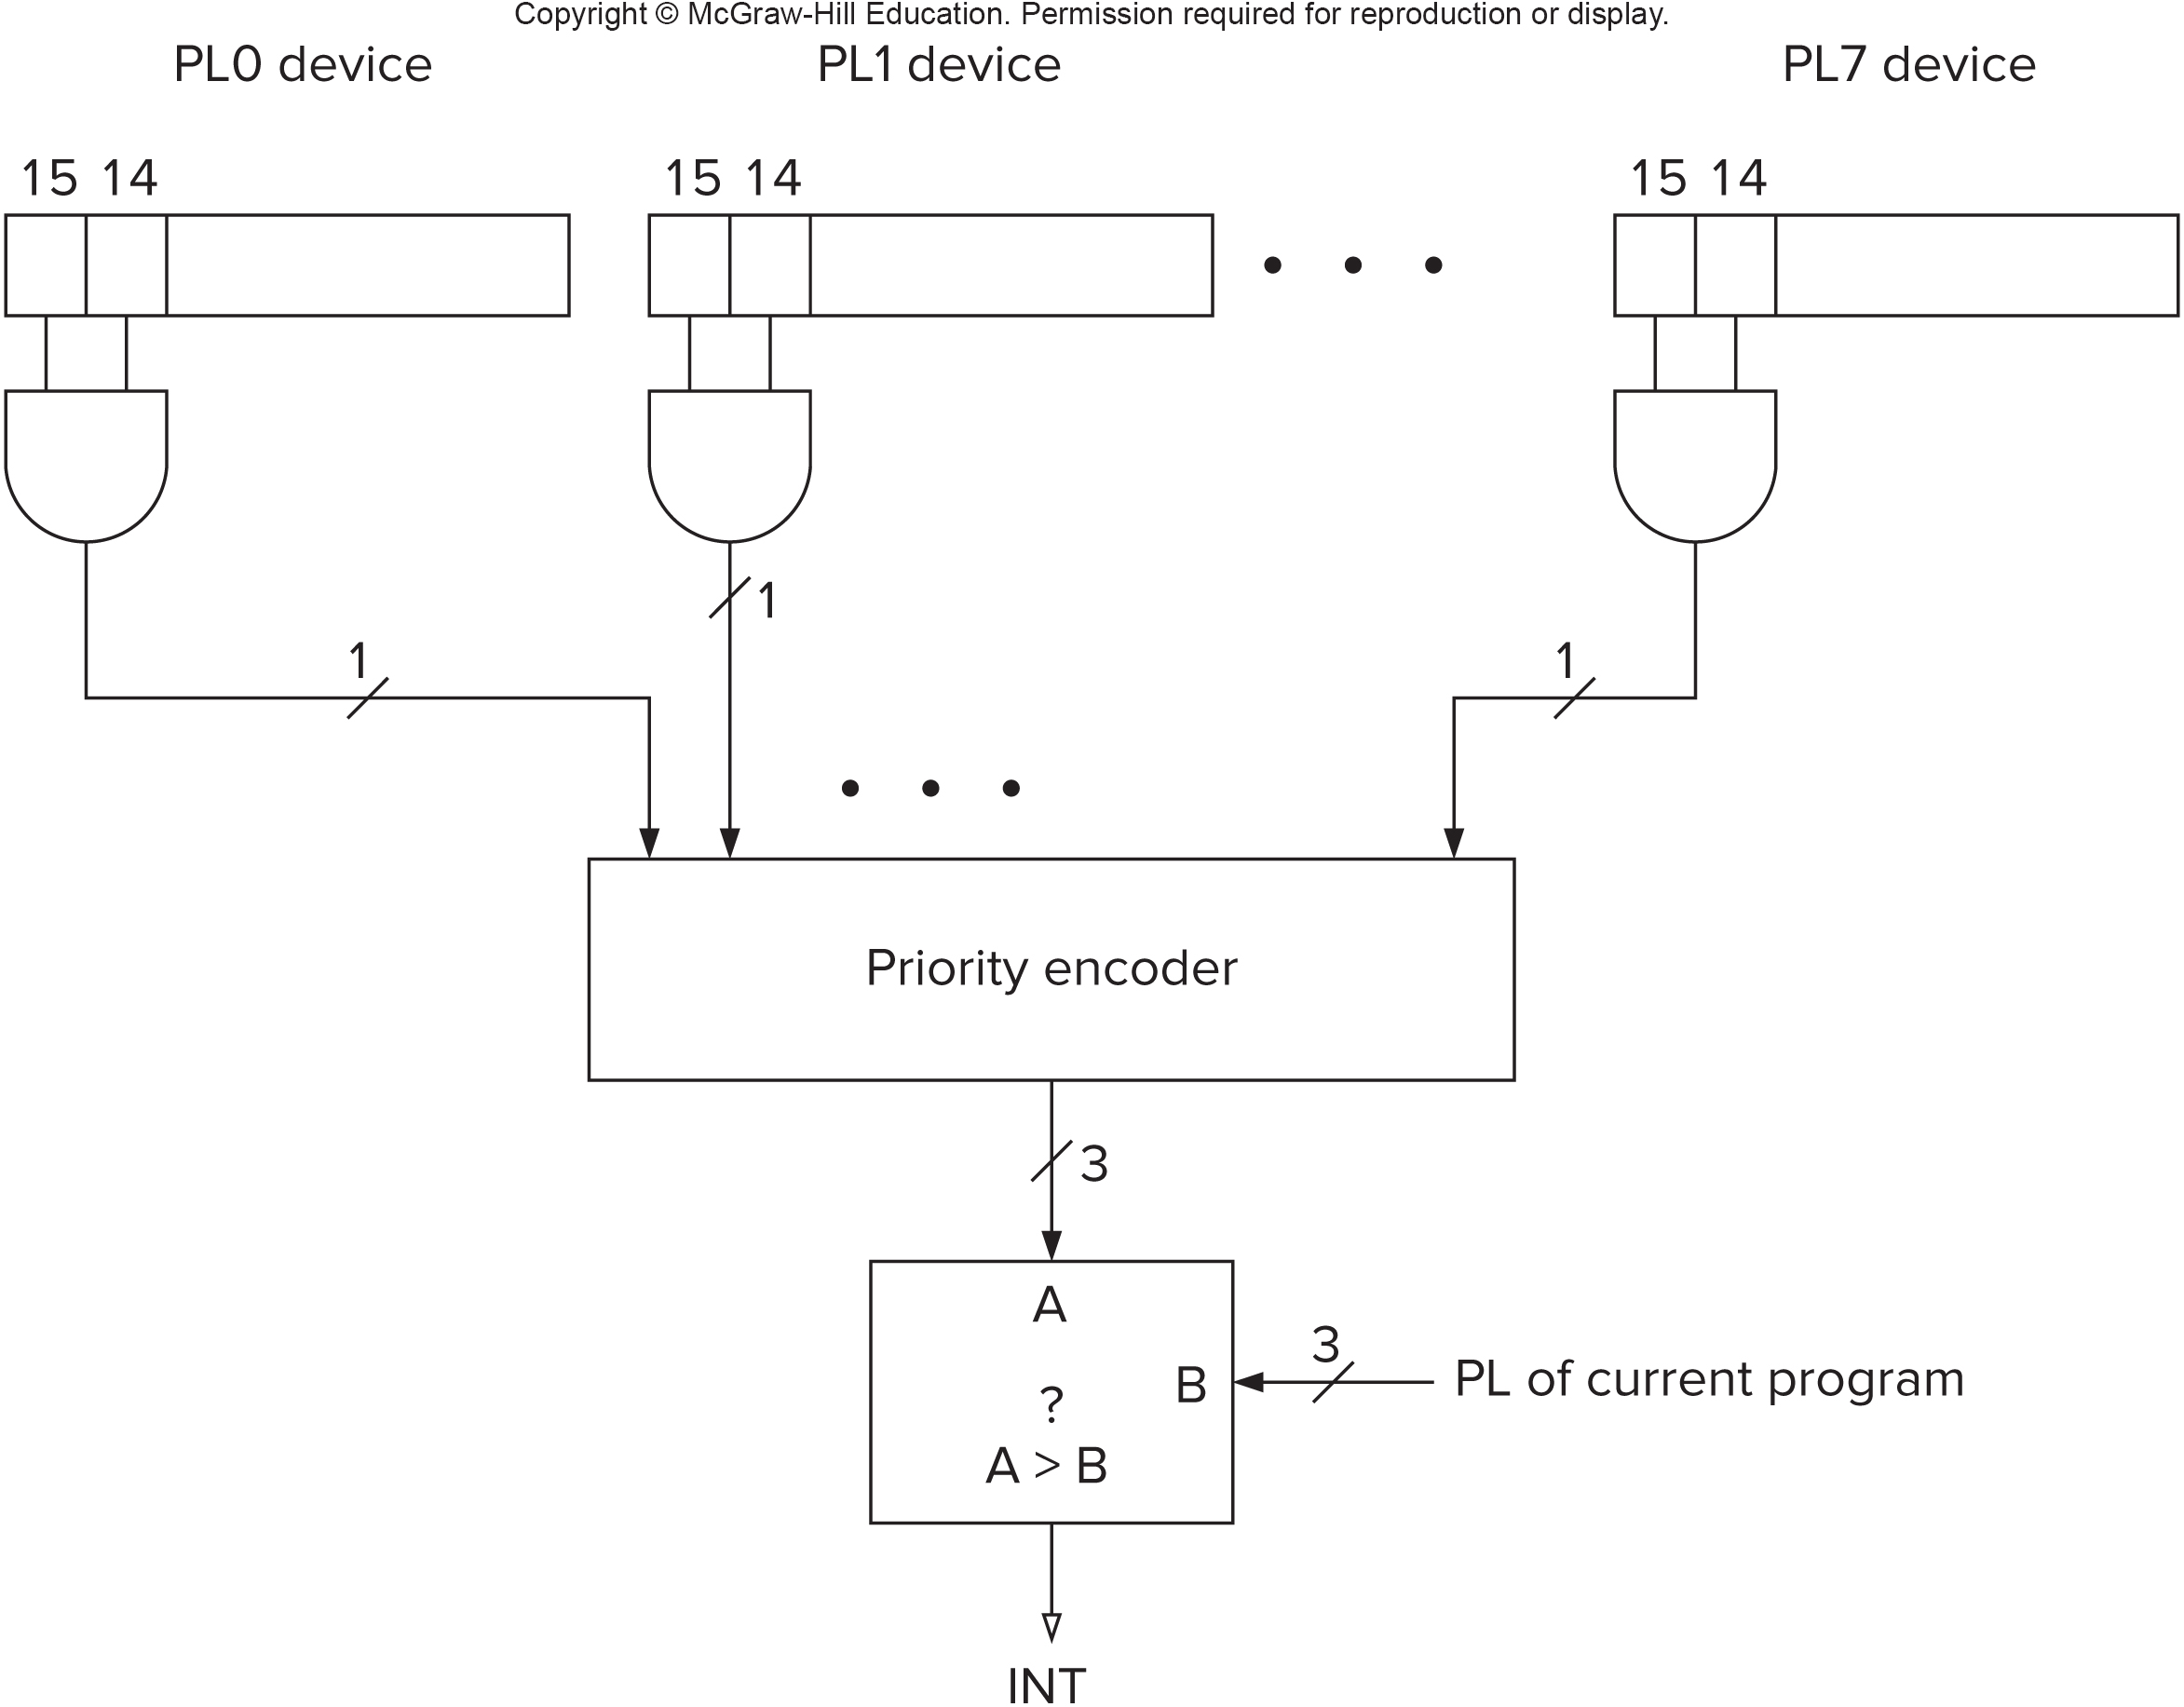 Copyright © McGraw-Hill Education. Permission required for reproduction or display.
PL0 device PL1 device PL7 device
15 14 15 14 15 14
1
1 1
Priority encoder
3
A
3
B PL of current program
?
A > B
INT